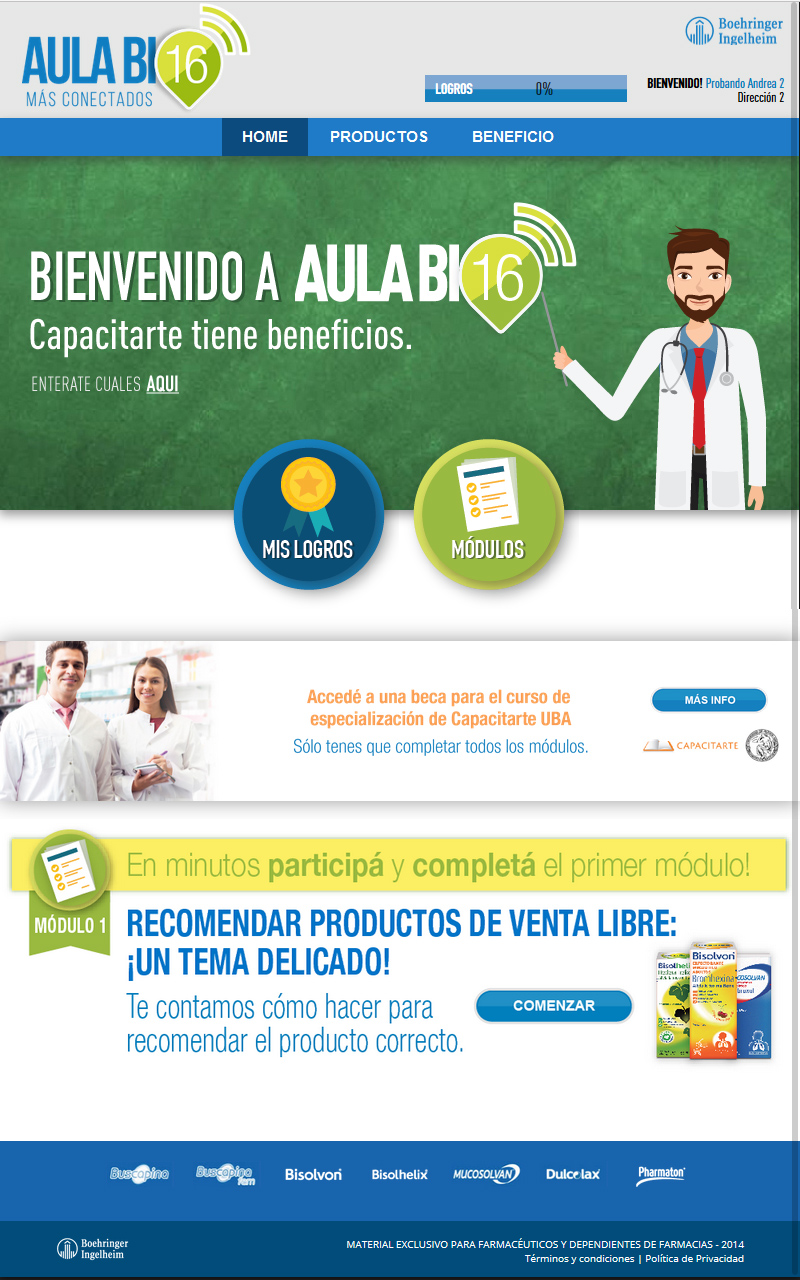 AULA BI 16
MÁS CONECTADOS
Boehringer
Ingelheim
LOGROS 0%
BIENVENIDO! Probando Andrea 2
Dirección 2
HOME PRODUCTOS BENEFICIO
BIENVENIDO A AULA BI 16
Capacitarte tiene beneficios.
ENTERATE CUALES AQUI
MIS LOGROS
MÓDULOS
Accedé a una beca para el curso de
especialización de Capacitarte UBA
Sólo tenes que completar todos los módulos.
MÁS INFO
CAPACITARTE
En minutos participá y completá el primer módulo!
MÓDULO 1
RECOMENDAR PRODUCTOS DE VENTA LIBRE:
¡UN TEMA DELICADO!
Te contamos cómo hacer para
recomendar el producto correcto.
COMENZAR
Bisolvon
Bromhexina
Buscapina Buscapina fem Bisolvon Bisolhelix MUCOSOLVAN Dulcolax Pharmaton
Boehringer
Ingelheim
MATERIAL EXCLUSIVO PARA FARMACÉUTICOS Y DEPENDIENTES DE FARMACIAS - 2014
Términos y condiciones | Política de Privacidad